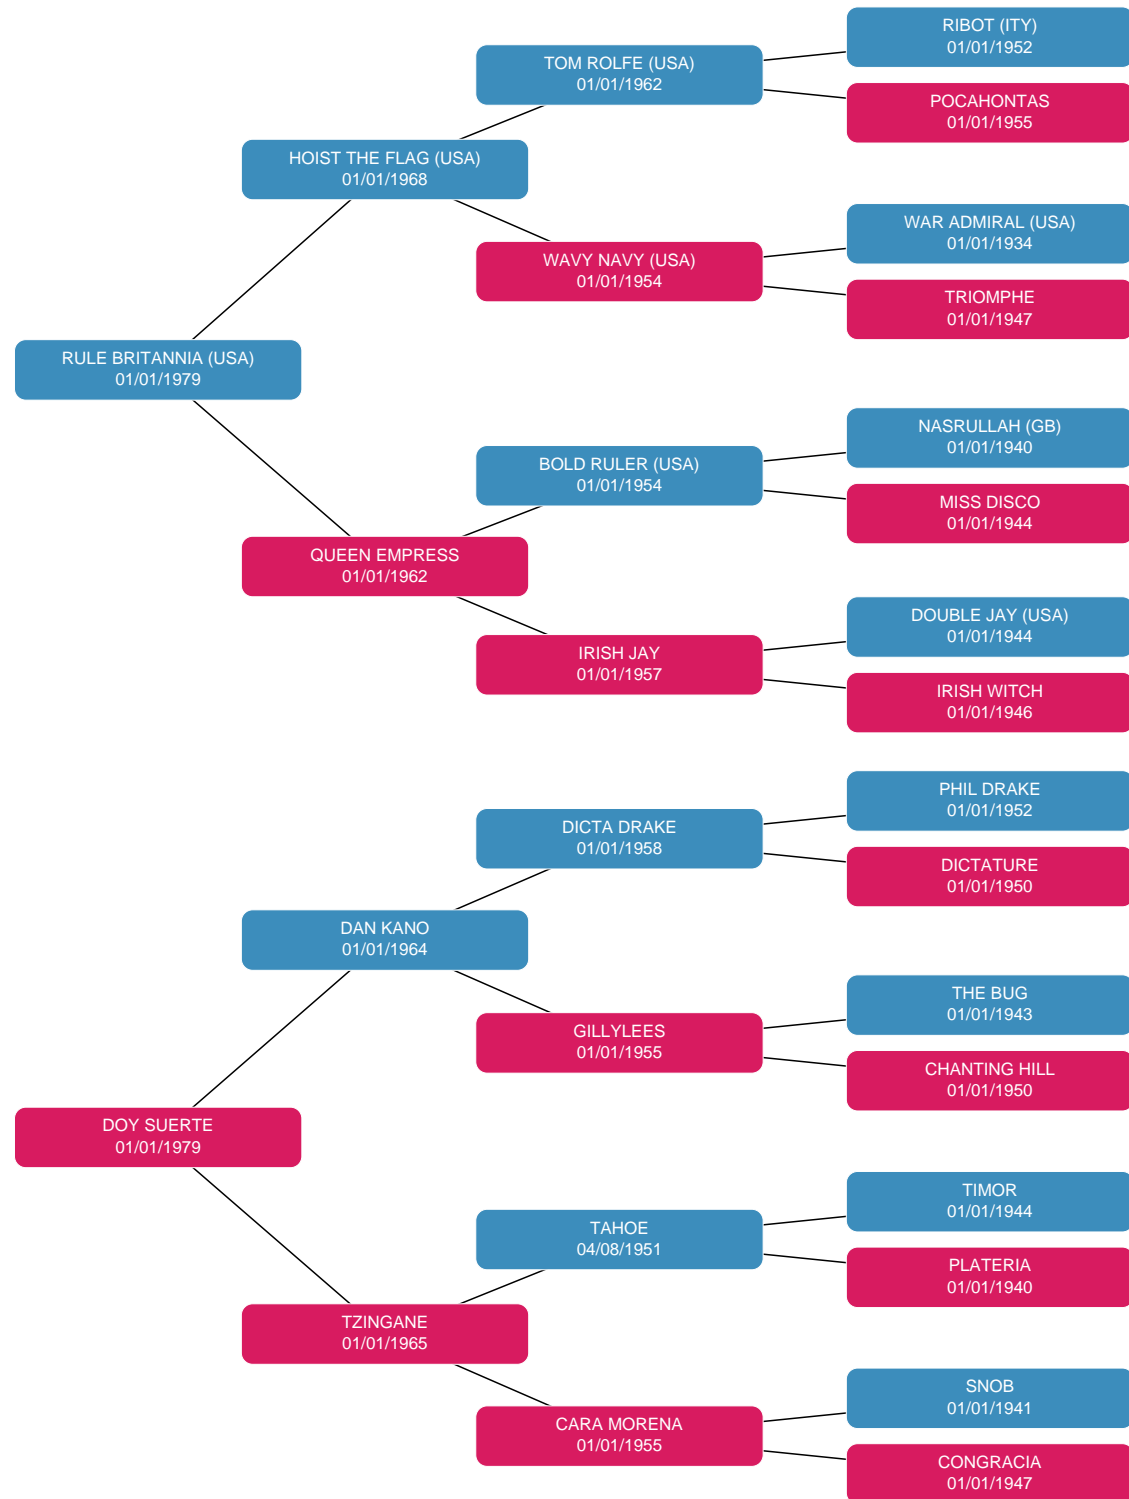 RIBOT (ITY)
01/01/1952
TOM ROLFE (USA)
01/01/1962
POCAHONTAS
01/01/1955
HOIST THE FLAG (USA)
01/01/1968
WAR ADMIRAL (USA)
01/01/1934
WAVY NAVY (USA)
01/01/1954
TRIOMPHE
01/01/1947
RULE BRITANNIA (USA)
01/01/1979
NASRULLAH (GB)
01/01/1940
BOLD RULER (USA)
01/01/1954
MISS DISCO
01/01/1944
QUEEN EMPRESS
01/01/1962
DOUBLE JAY (USA)
01/01/1944
IRISH JAY
01/01/1957
IRISH WITCH
01/01/1946
PHIL DRAKE
01/01/1952
DICTA DRAKE
01/01/1958
DICTATURE
01/01/1950
DAN KANO
01/01/1964
THE BUG
01/01/1943
GILLYLEES
01/01/1955
CHANTING HILL
01/01/1950
DOY SUERTE
01/01/1979
TIMOR
01/01/1944
TAHOE
04/08/1951
PLATERIA
01/01/1940
TZINGANE
01/01/1965
SNOB
01/01/1941
CARA MORENA
01/01/1955
CONGRACIA
01/01/1947